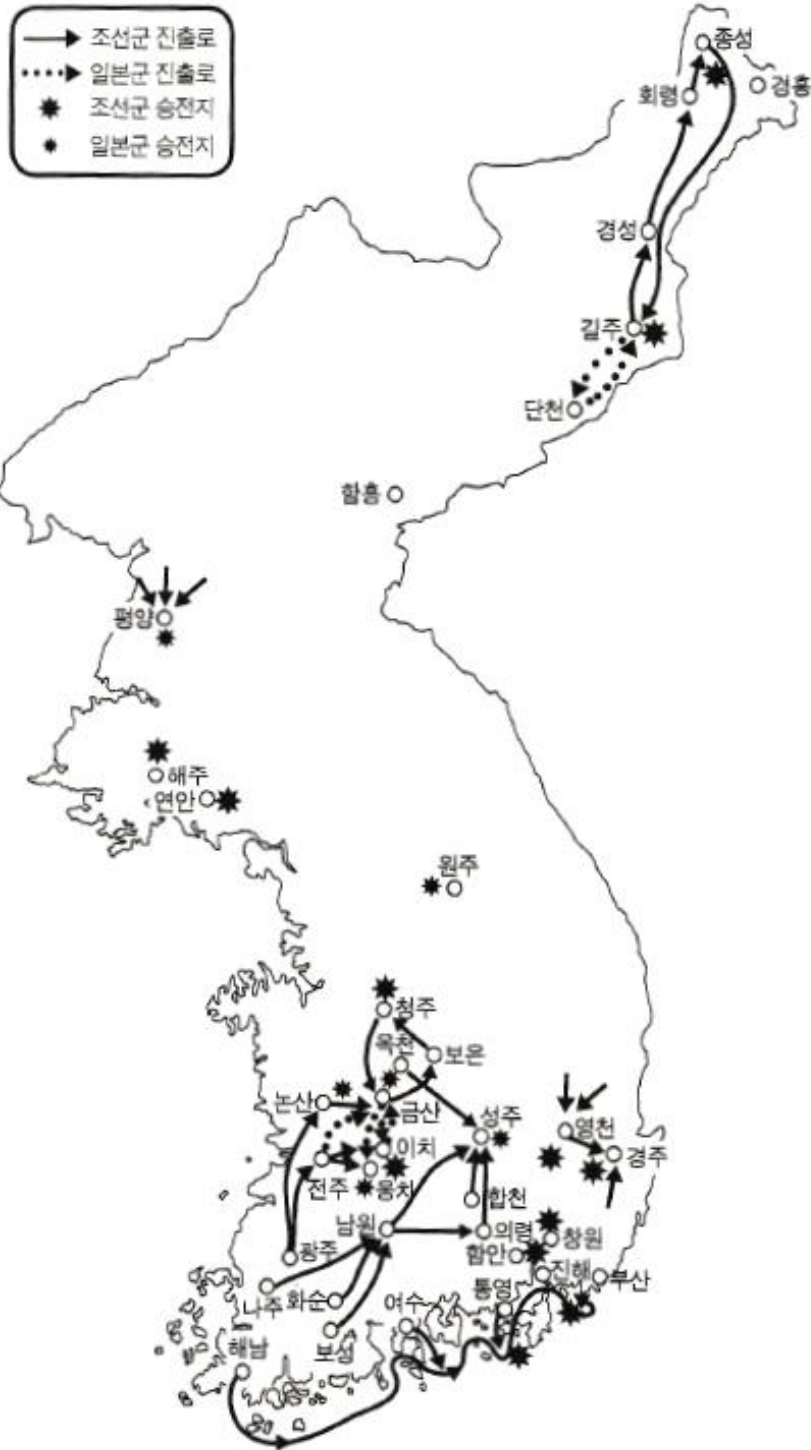 조선군 진출로
일본군 진출로
조선군 승전지
일본군 승전지
종성
경흥
회령
경성
길주
단천
함흥
평양
해주
연안
원주
청주
옥천
보은
논산
금산
성주
영천
이치
경주
전주
웅치
합천
남원
의령
창원
함안
광주
진해
부산
나주
화순
통영
여수
보성
해남